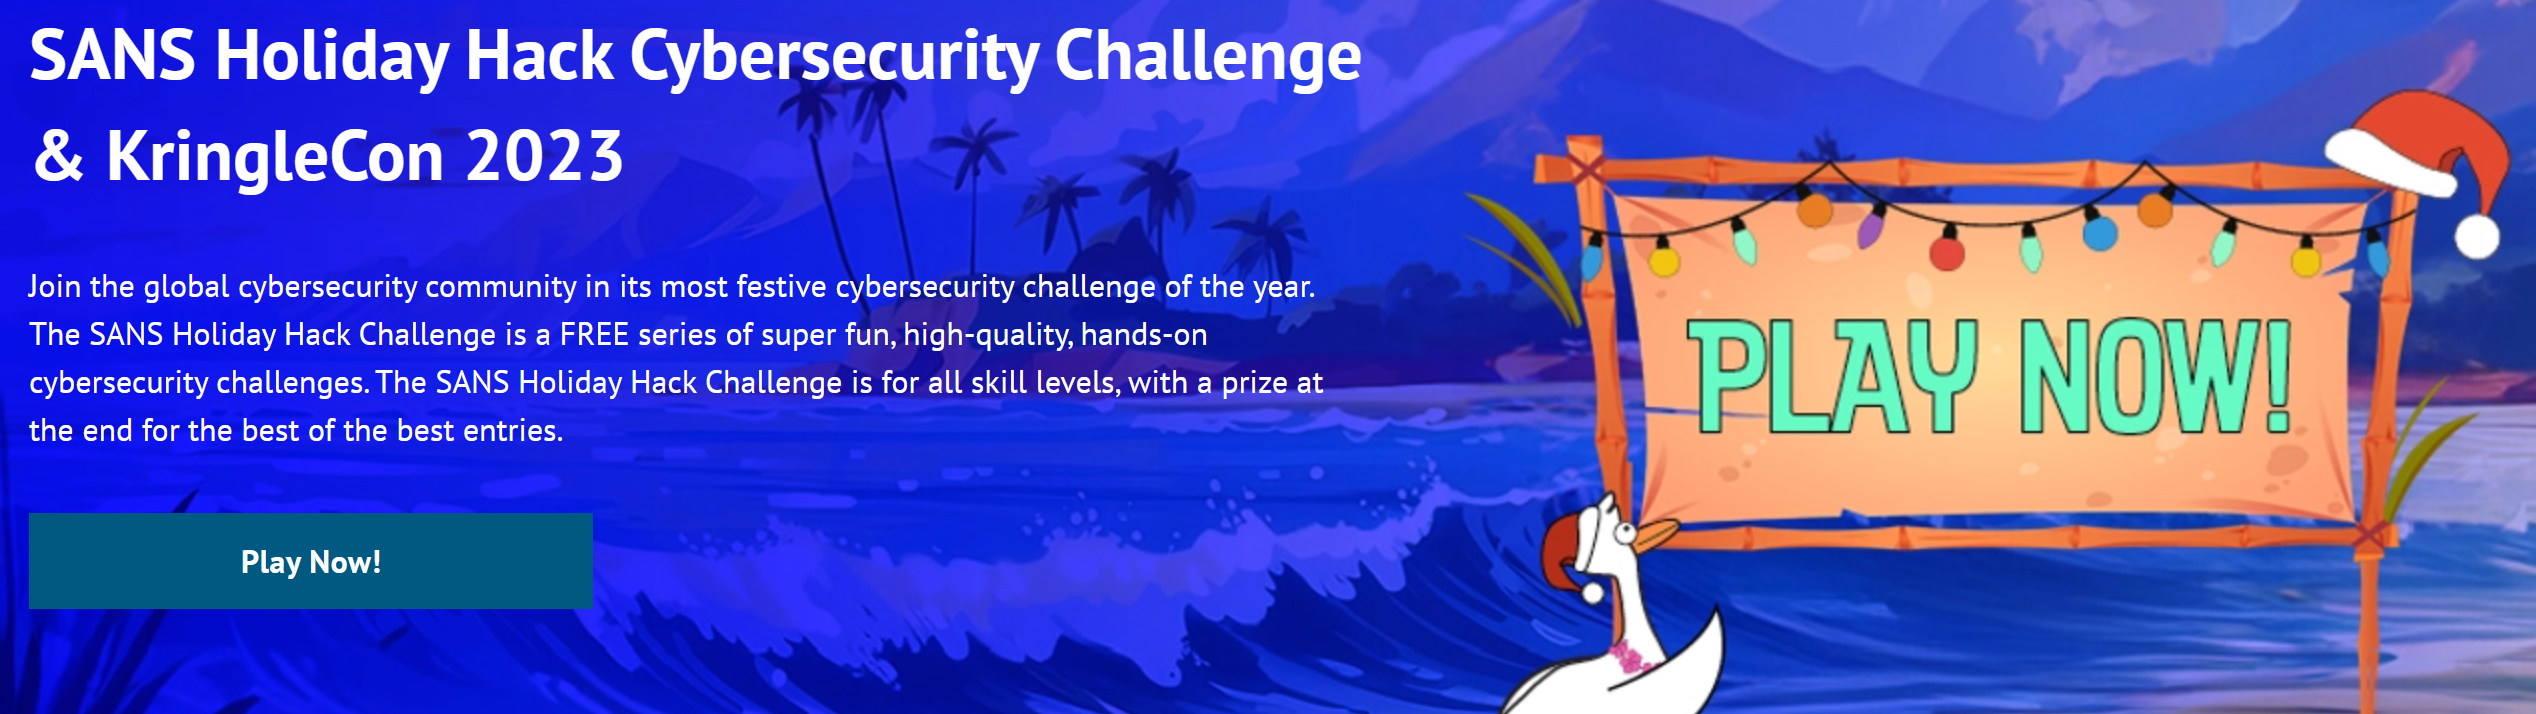 SANS Holiday Hack Cybersecurity Challenge
& KringleCon 2023
Join the global cybersecurity community in its most festive cybersecurity challenge of the year.
The SANS Holiday Hack Challenge is a FREE series of super fun, high-quality, hands-on
cybersecurity challenges. The SANS Holiday Hack Challenge is for all skill levels, with a prize at
the end for the best of the best entries.
Play Now!
PLAY NOW!